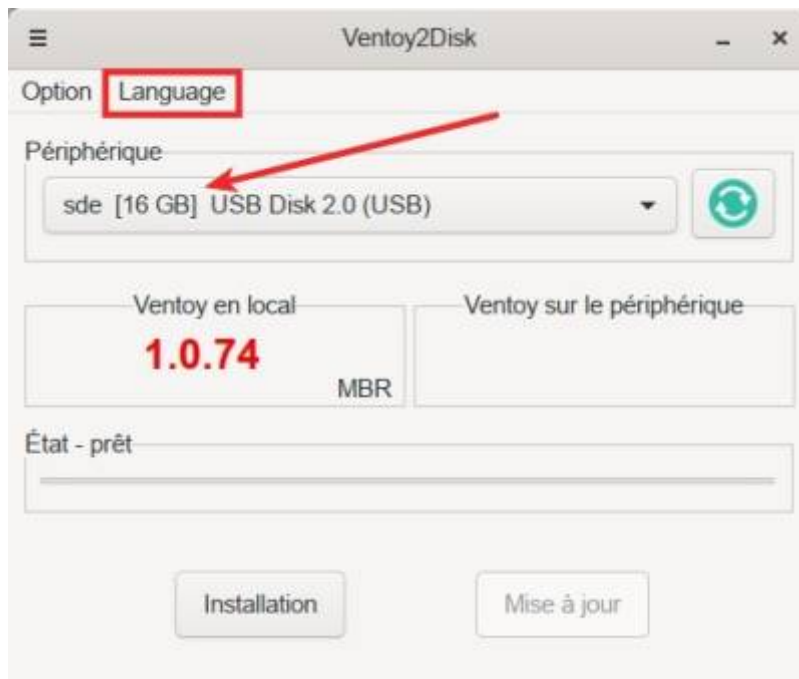 Ventoy2Disk
Option Language
Périphérique
sde [16 GB] USB Disk 2.0 (USB)
Ventoy en local Ventoy sur le périphérique
1.0.74
MBR
État - prêt
Installation Mise à jour